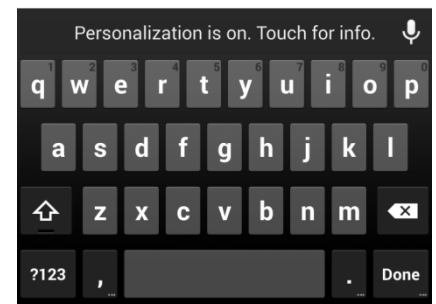 Personalization is on. Touch for info.
1 2 3 4 5 6 7 8 9 0
q w e r t y u i o p
a s d f g h j k l
z x c v b n m
?123 , . Done